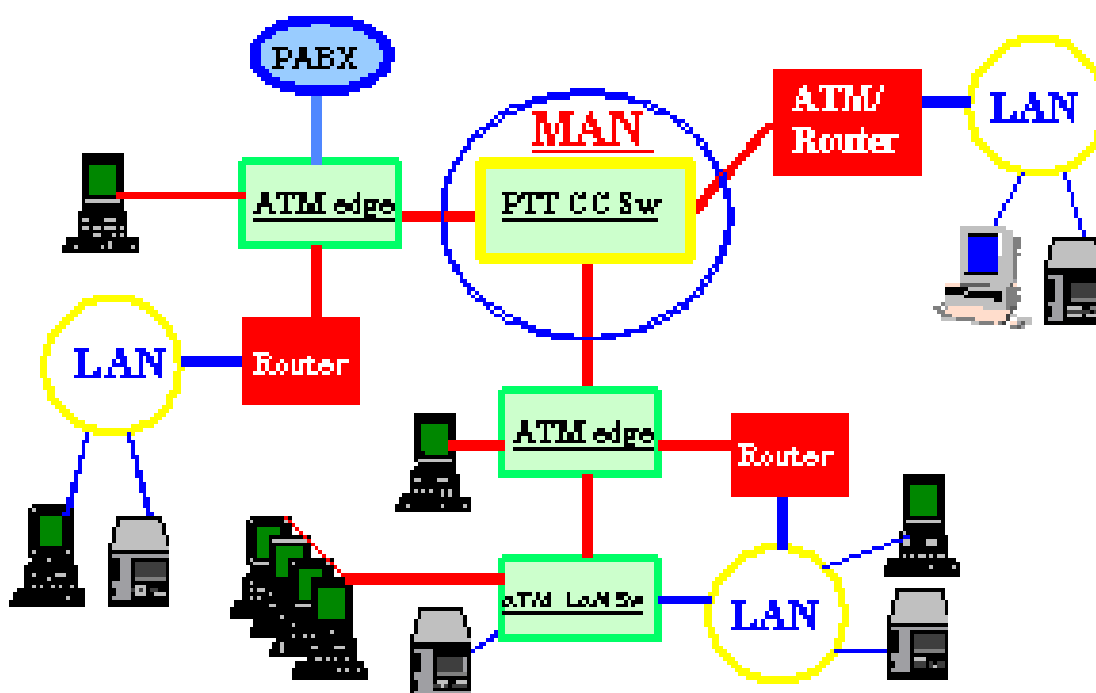 PABX
MAN
ATM/
Router
LAN
ATM edge
PTT CC Sw
LAN
Router
ATM edge
Router
ATM LAN Sw
LAN